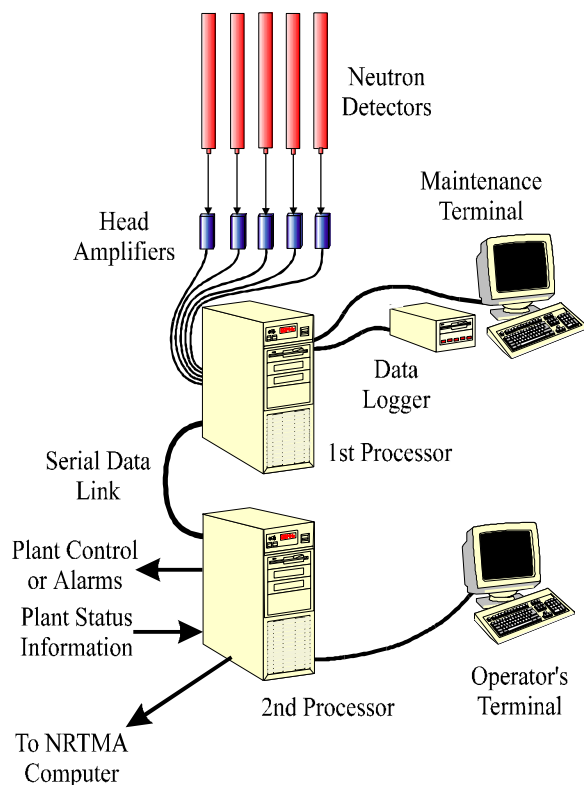 Neutron
Detectors
Maintenance
Terminal
Head
Amplifiers
Data
Logger
1st Processor
Serial Data
Link
Plant Control
or Alarms
Plant Status
Information
Operator's
Terminal
2nd Processor
To NRTMA
Computer